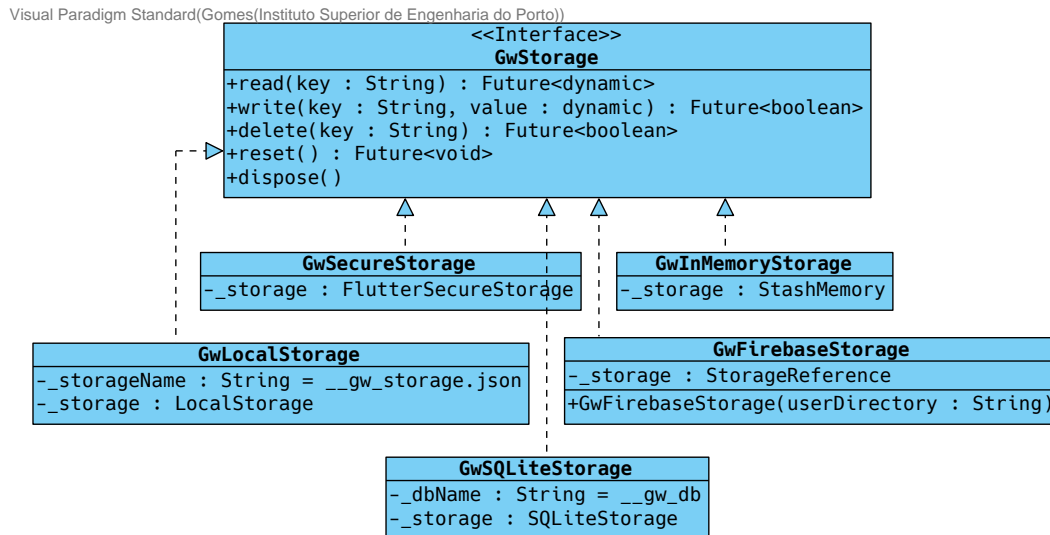 Visual Paradigm Standard(Gomes(Instituto Superior de Engenharia do Porto))
<<Interface>>
GwStorage
+read(key : String) : Future<dynamic>
+write(key : String, value : dynamic) : Future<boolean>
+delete(key : String) : Future<boolean>
+reset() : Future<void>
+dispose()
GwSecureStorage
-_storage : FlutterSecureStorage
GwInMemoryStorage
-_storage : StashMemory
GwLocalStorage
-_storageName : String = __gw_storage.json
-_storage : LocalStorage
GwFirebaseStorage
-_storage : StorageReference
+GwFirebaseStorage(userDirectory : String)
GwSQLiteStorage
-_dbName : String = __gw_db
-_storage : SQLiteStorage